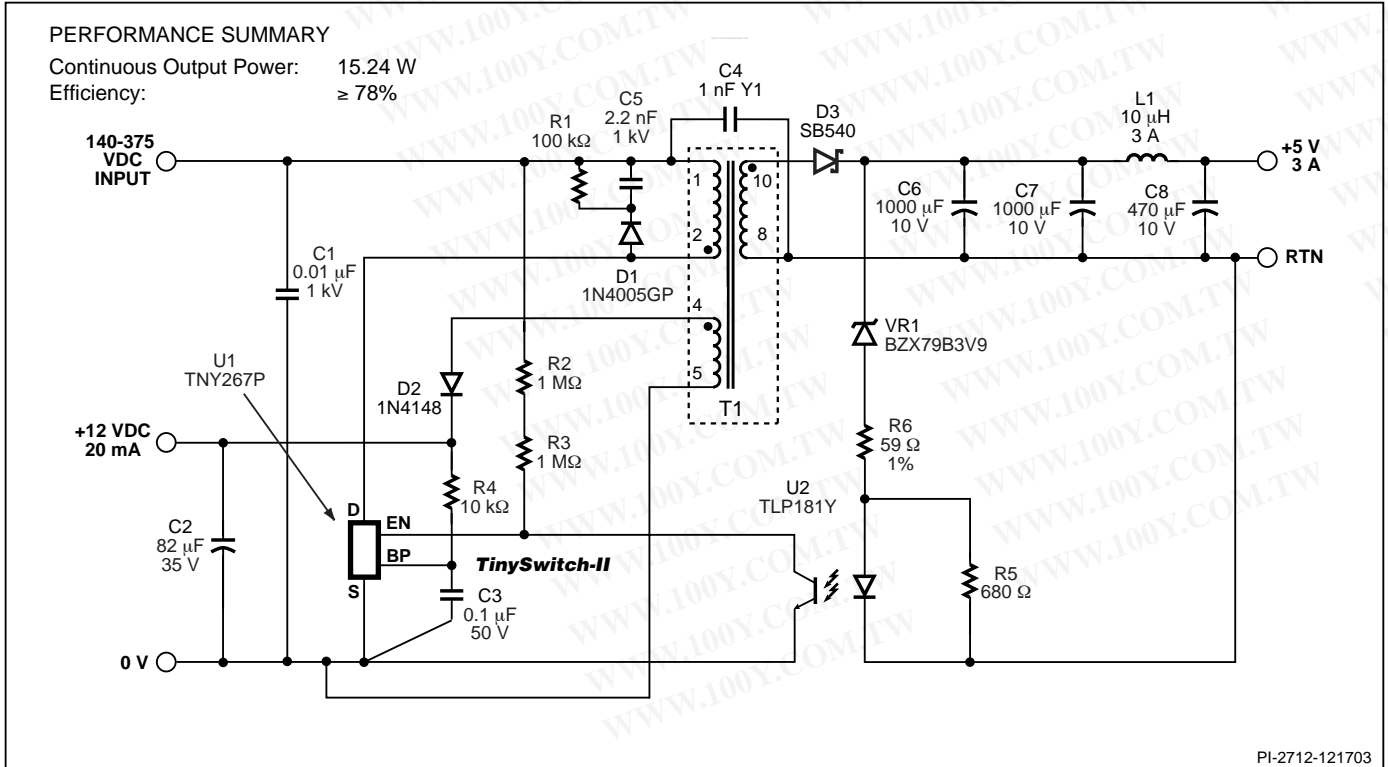 PERFORMANCE SUMMARY
Continuous Output Power: 15.24 W
Efficiency: ≥ 78%
140-375
VDC
INPUT
R1
100 kΩ
C5
2.2 nF
1 kV
C4
1 nF Y1
D3
SB540
L1
10 μH
3 A
+5 V
3 A
1
10
C6
1000 μF
10 V
C7
1000 μF
10 V
C8
470 μF
10 V
2
8
C1
0.01 μF
1 kV
D1
1N4005GP
RTN
4
VR1
BZX79B3V9
U1
TNY267P
R2
1 MΩ
5
D2
1N4148
T1
+12 VDC
20 mA
R3
1 MΩ
R6
59 Ω
1%
R4
10 kΩ
U2
TLP181Y
D
EN
C2
82 μF
35 V
BP
TinySwitch-II
S
C3
0.1 μF
50 V
R5
680 Ω
0 V
PI-2712-121703
WWW.100Y.COM.TW